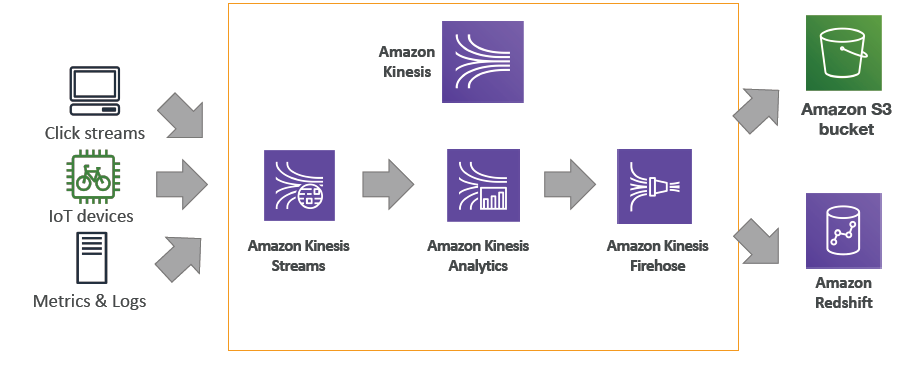 Amazon
Kinesis
Click streams
IoT devices
Metrics & Logs
Amazon Kinesis
Streams
Amazon Kinesis
Analytics
Amazon Kinesis
Firehose
Amazon S3
bucket
Amazon
Redshift